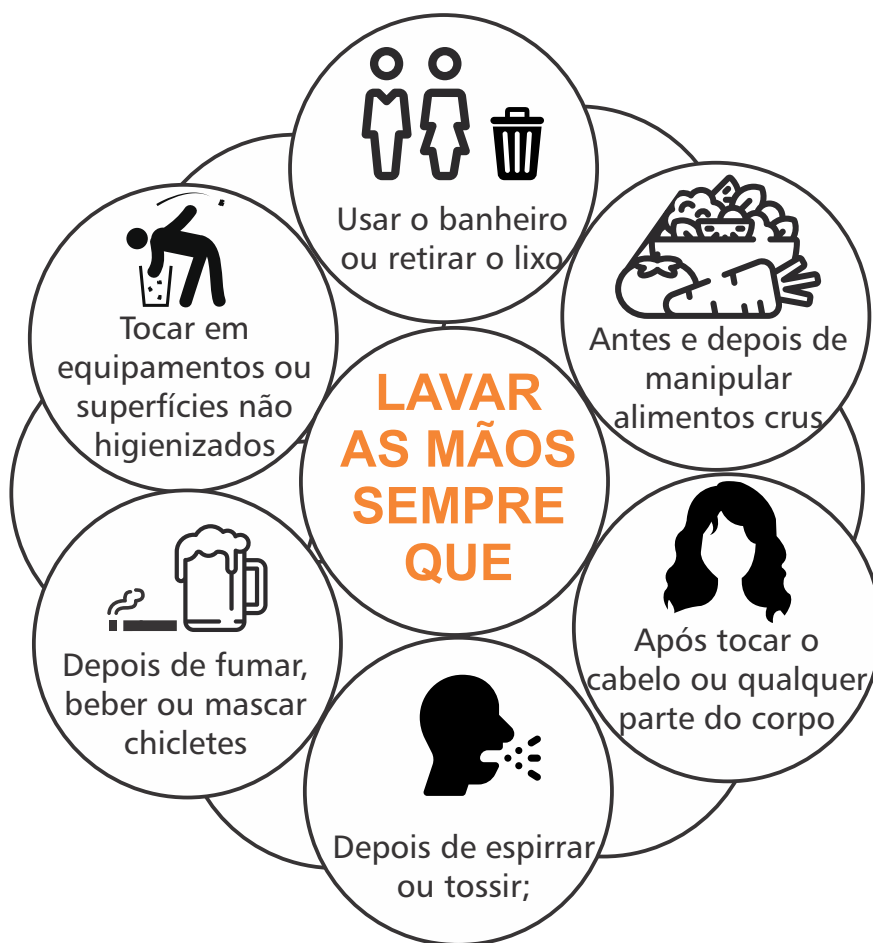 LAVAR
AS MÃOS
SEMPRE
QUE
Usar o banheiro
ou retirar o lixo
Antes e depois de
manipular
alimentos crus
Após tocar o
cabelo ou qualquer
parte do corpo
Depois de espirrar
ou tossir;
Depois de fumar,
beber ou mascar
chicletes
Tocar em
equipamentos ou
superfícies não
higienizados